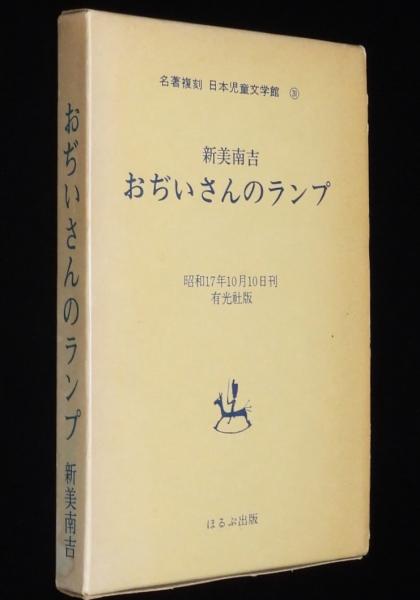 名著複刻 日本児童文学館 ㉛
新美南吉
おぢいさんのランプ
昭和17年10月10日刊
有光社版
ほるぷ出版
おぢいさんのランプ 新美南吉